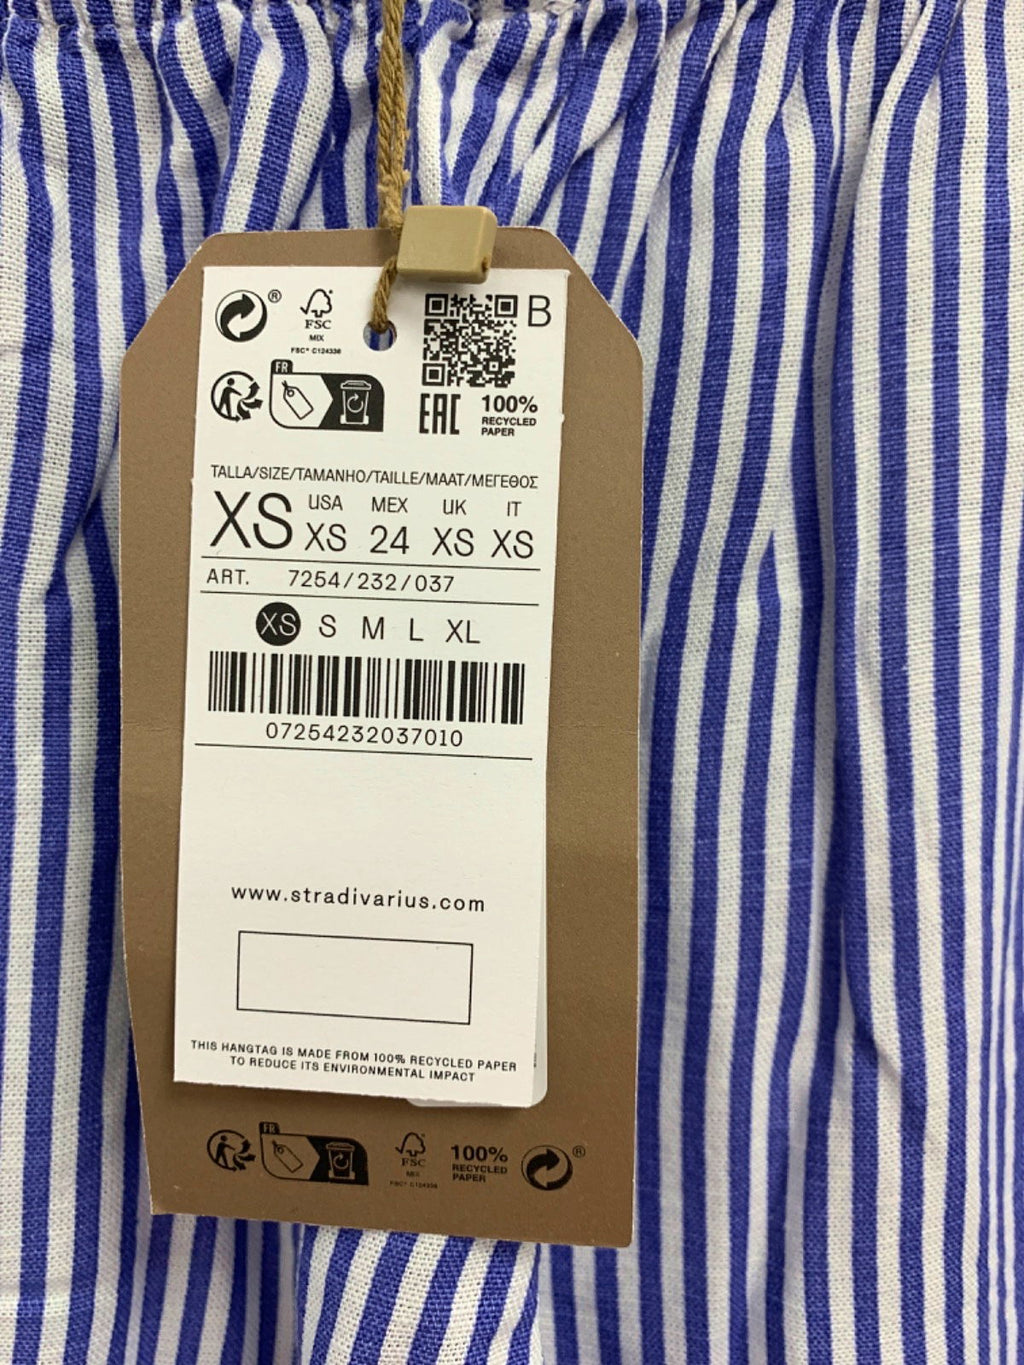 ®
FSC
MIX
FSC® C124336
B
FR
EAC
100%
RECYCLED
PAPER
TALLA/SIZE/TAMANHO/TAILLE/MAAT/ΜΕΓΕΘΟΣ
XS
USA MEX UK IT
XS 24 XS XS
ART. 7254/232/037
XS S M L XL
07254232037010
www.stradivarius.com
THIS HANGTAG IS MADE FROM 100% RECYCLED PAPER
TO REDUCE ITS ENVIRONMENTAL IMPACT
FR
FSC
MIX
FSC® C124336
100%
RECYCLED
PAPER
®